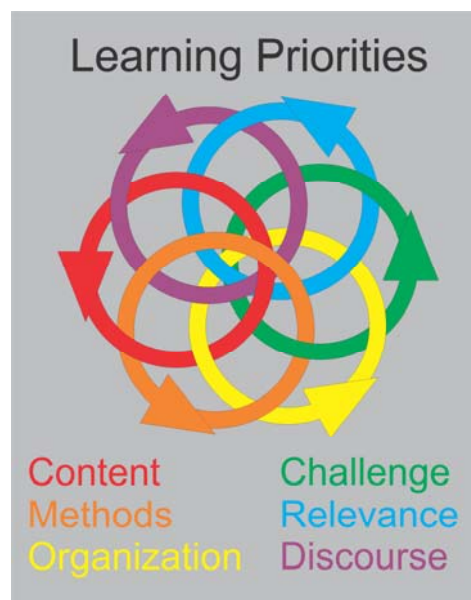 Learning Priorities
Content
Methods
Organization
Challenge
Relevance
Discourse